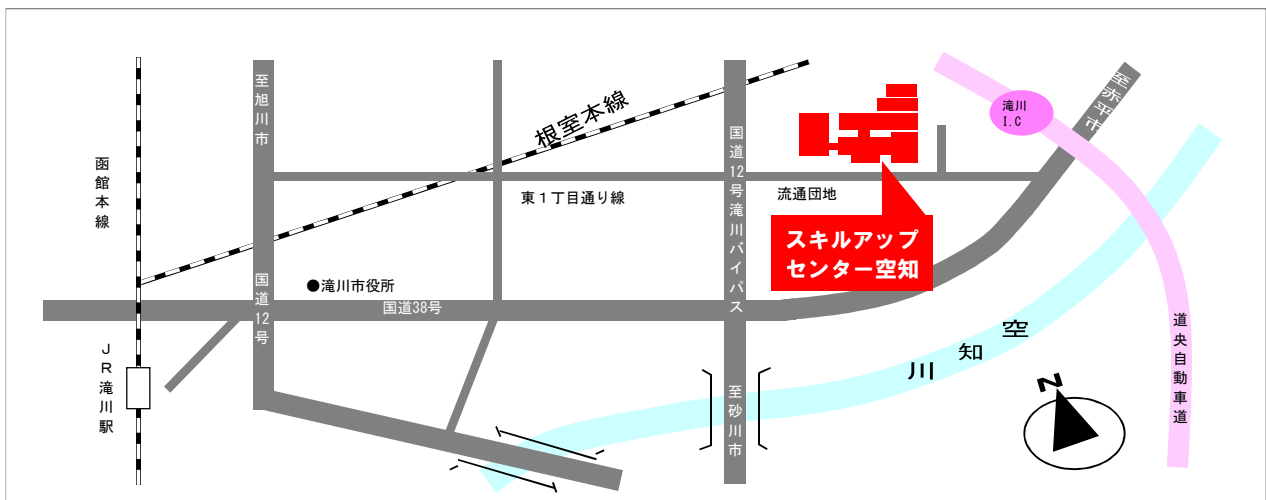 至旭川市
根室本線
函館本線
国道12号滝川バイパス
滝川
I.C
至赤平市
東１丁目通り線
流通団地
スキルアップ
センター空知
●滝川市役所
国道12号
国道38号
空知川
道央自動車道
ＪＲ滝川駅
至砂川市
N